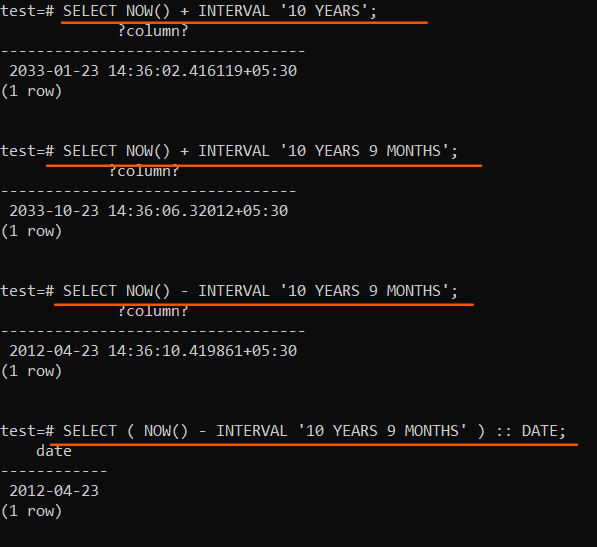 test=# SELECT NOW() + INTERVAL '10 YEARS';
?column?
-------------------------------
2033-01-23 14:36:02.416119+05:30
(1 row)
test=# SELECT NOW() + INTERVAL '10 YEARS 9 MONTHS';
?column?
-------------------------------
2033-10-23 14:36:06.32012+05:30
(1 row)
test=# SELECT NOW() - INTERVAL '10 YEARS 9 MONTHS';
?column?
-------------------------------
2012-04-23 14:36:10.419861+05:30
(1 row)
test=# SELECT ( NOW() - INTERVAL '10 YEARS 9 MONTHS' ) :: DATE;
date
------------
2012-04-23
(1 row)